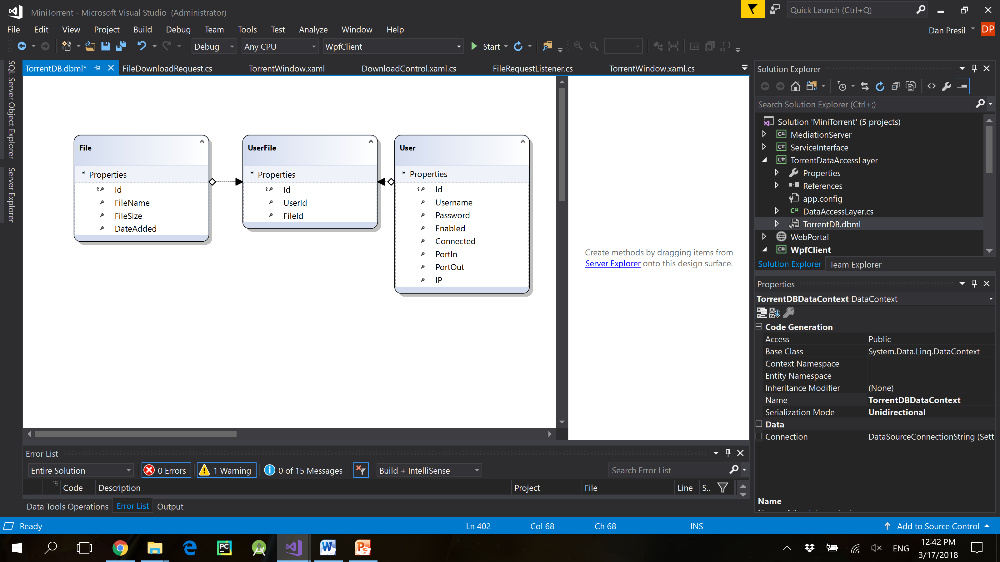 MiniTorrent - Microsoft Visual Studio (Administrator)
Quick Launch (Ctrl+Q)
File Edit View Project Build Debug Team Tools Test Analyze Window Help
Dan Presil
DP
Debug
Any CPU
WpfClient
Start
SQL Server Object Explorer
Server Explorer
TorrentDB.dbml*
FileDownloadRequest.cs
TorrentWindow.xaml
DownloadControl.xaml.cs
FileRequestListener.cs
TorrentWindow.xaml.cs
File
Properties
Id
FileName
FileSize
DateAdded
UserFile
Properties
Id
UserId
FileId
User
Properties
Id
Username
Password
Enabled
Connected
PortIn
PortOut
IP
Create methods by dragging items from
Server Explorer onto this design surface.
Solution Explorer
Search Solution Explorer (Ctrl+;)
Solution 'MiniTorrent' (5 projects)
C# MediationServer
C# ServiceInterface
C# TorrentDataAccessLayer
Properties
References
app.config
C# DataAccessLayer.cs
TorrentDB.dbml
WebPortal
C# WpfClient
Solution Explorer
Team Explorer
Properties
TorrentDBDataContext DataContext
Code Generation
Access Public
Base Class System.Data.Linq.DataContext
Context Namespace
Entity Namespace
Inheritance Modifier (None)
Name TorrentDBDataContext
Serialization Mode Unidirectional
Data
Connection DataSourceConnectionString (Setti
Name
Error List
Entire Solution
0 Errors
1 Warning
0 of 15 Messages
Build + IntelliSense
Search Error List
Code Description Project File Line S..
Data Tools Operations
Error List
Output
Ready
Ln 402
Col 68
Ch 68
INS
Add to Source Control
PC
ENG
12:42 PM
3/17/2018